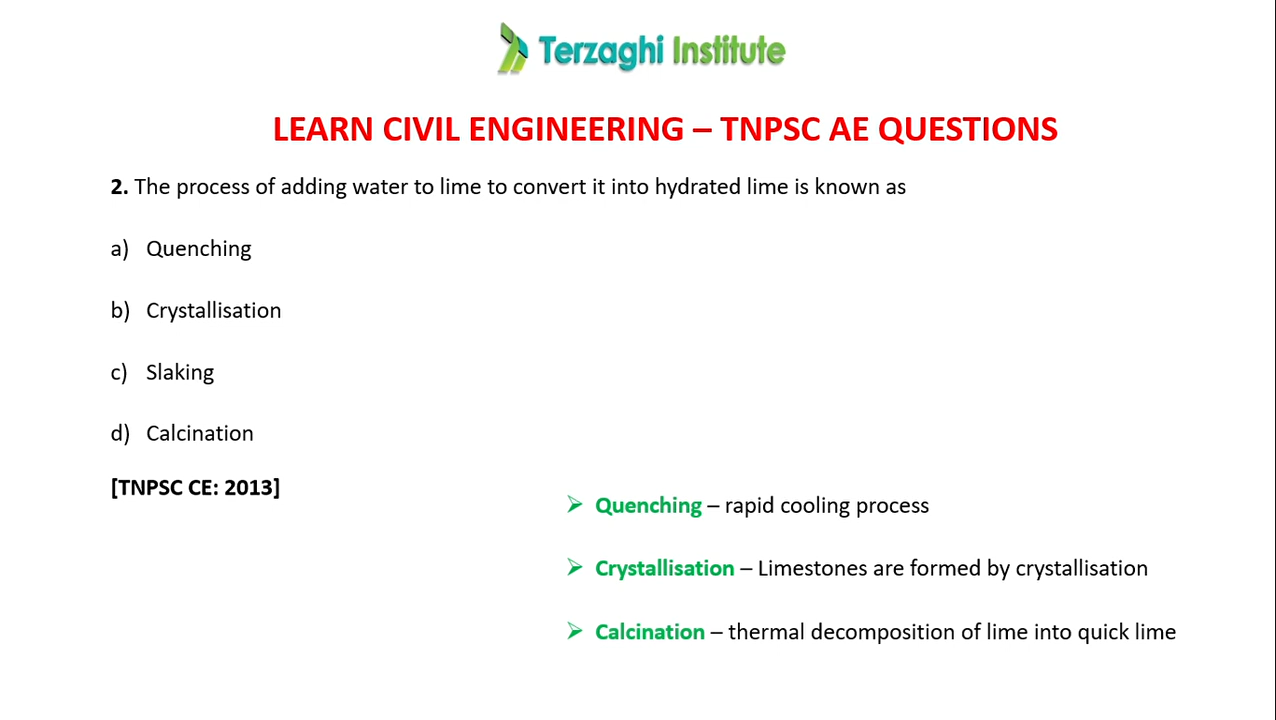 Terzaghi Institute
LEARN CIVIL ENGINEERING – TNPSC AE QUESTIONS
2. The process of adding water to lime to convert it into hydrated lime is known as
a) Quenching
b) Crystallisation
c) Slaking
d) Calcination
[TNPSC CE: 2013]
➢ Quenching – rapid cooling process
➢ Crystallisation – Limestones are formed by crystallisation
➢ Calcination – thermal decomposition of lime into quick lime